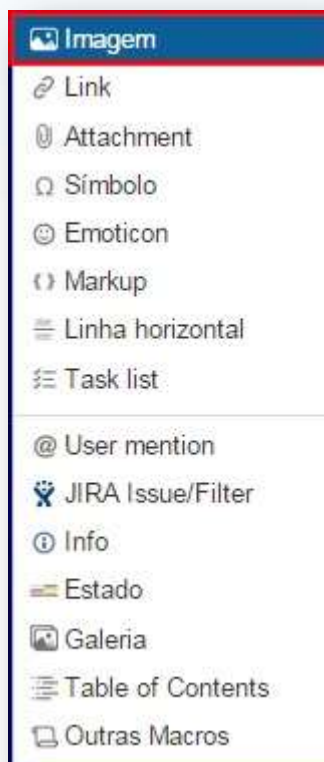 Imagem
Link
Attachment
Símbolo
Emoticon
Markup
Linha horizontal
Task list
User mention
JIRA Issue/Filter
Info
Estado
Galeria
Table of Contents
Outras Macros